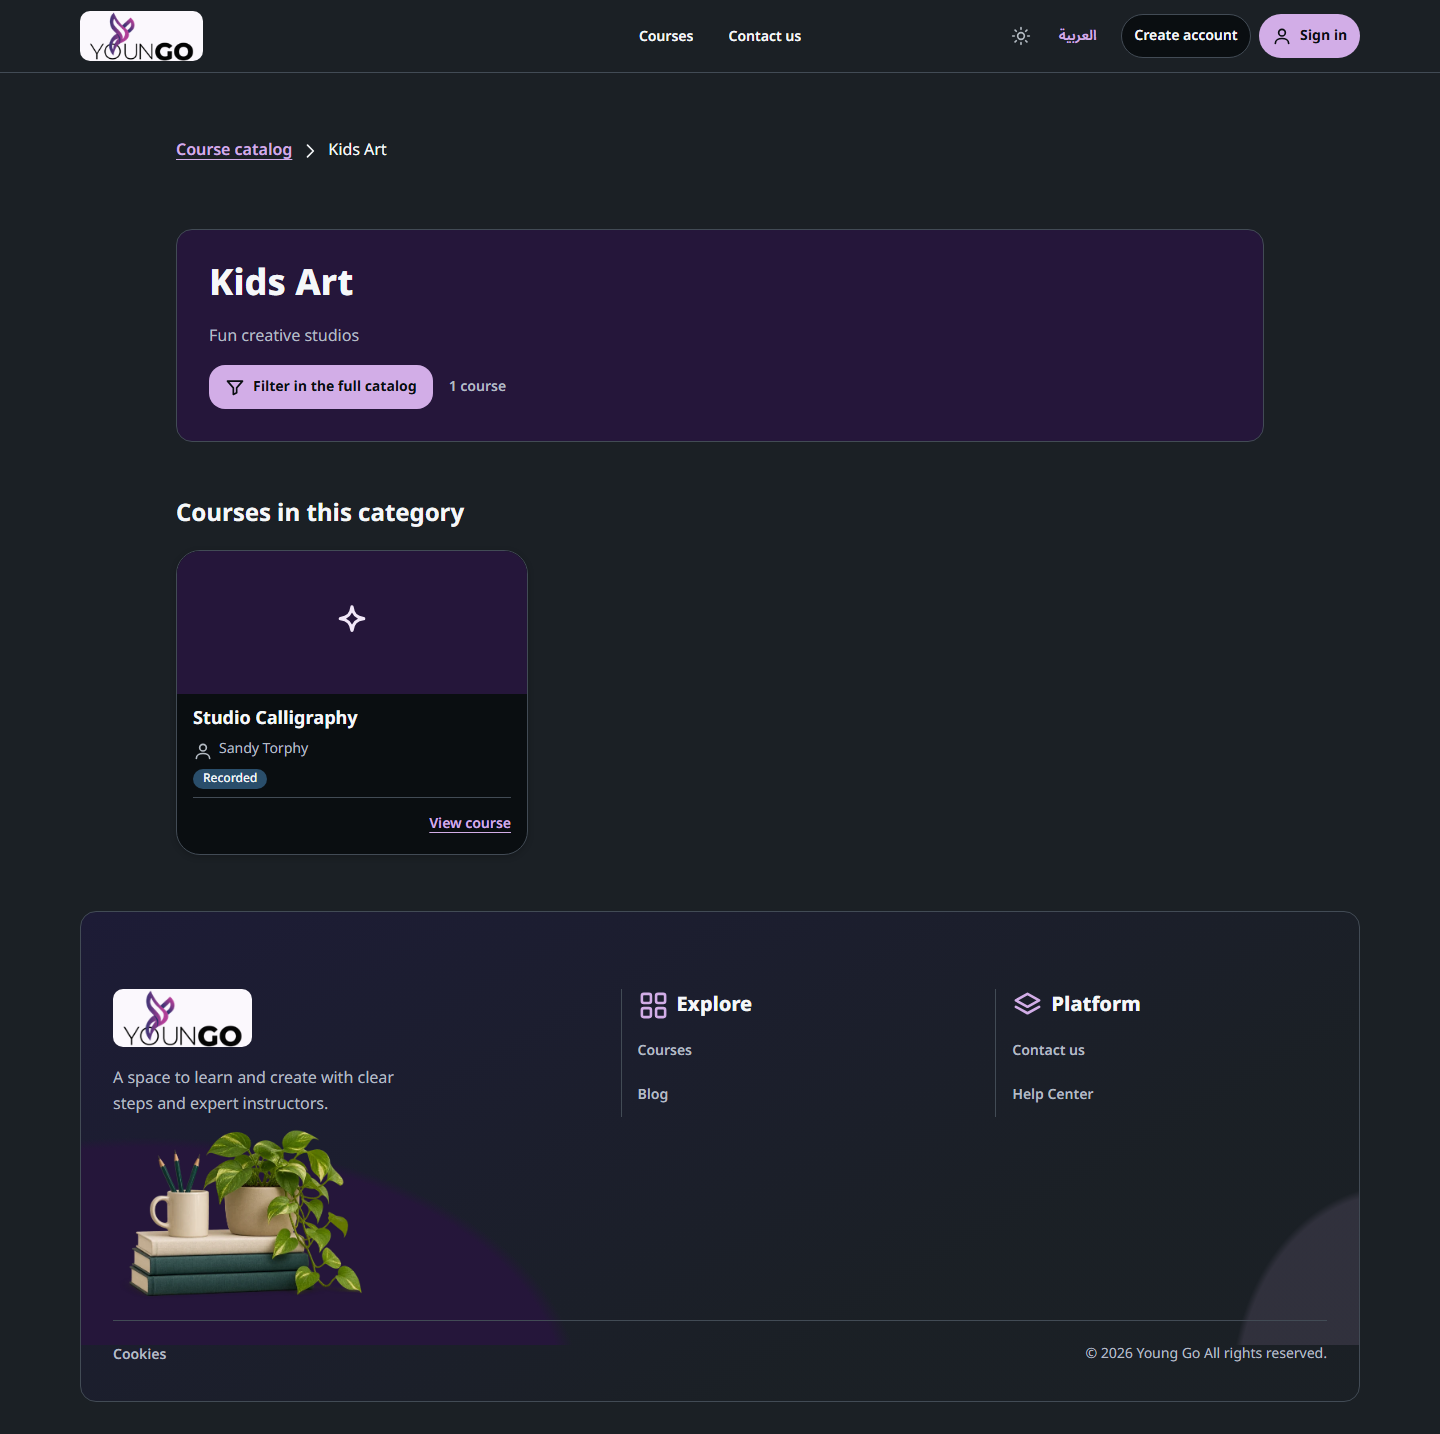 YOUNGO
Courses
Contact us
العربية
Create account
Sign in
Course catalog
Kids Art
Kids Art
Fun creative studios
Filter in the full catalog
1 course
Courses in this category
Studio Calligraphy
Sandy Torphy
Recorded
View course
YOUNGO
A space to learn and create with clear
steps and expert instructors.
Explore
Courses
Blog
Platform
Contact us
Help Center
Cookies
© 2026 Young Go All rights reserved.